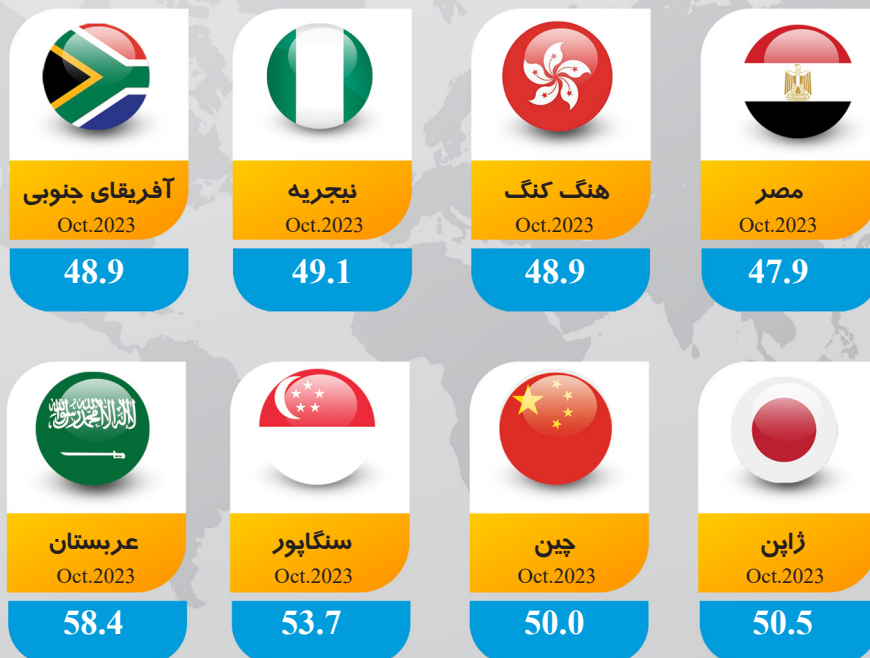 مصر
Oct.2023
47.9
هنگ کنگ
Oct.2023
48.9
نیجریه
Oct.2023
49.1
آفریقای جنوبی
Oct.2023
48.9
ژاپن
Oct.2023
50.5
چین
Oct.2023
50.0
سنگاپور
Oct.2023
53.7
عربستان
Oct.2023
58.4